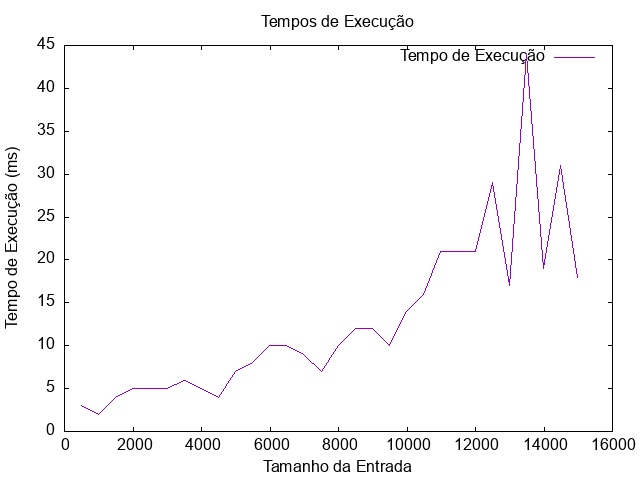 Tempos de Execução
Tempo de Execução
45
40
35
30
25
20
15
10
5
0
Tempo de Execução (ms)
0 2000 4000 6000 8000 10000 12000 14000 16000
Tamanho da Entrada